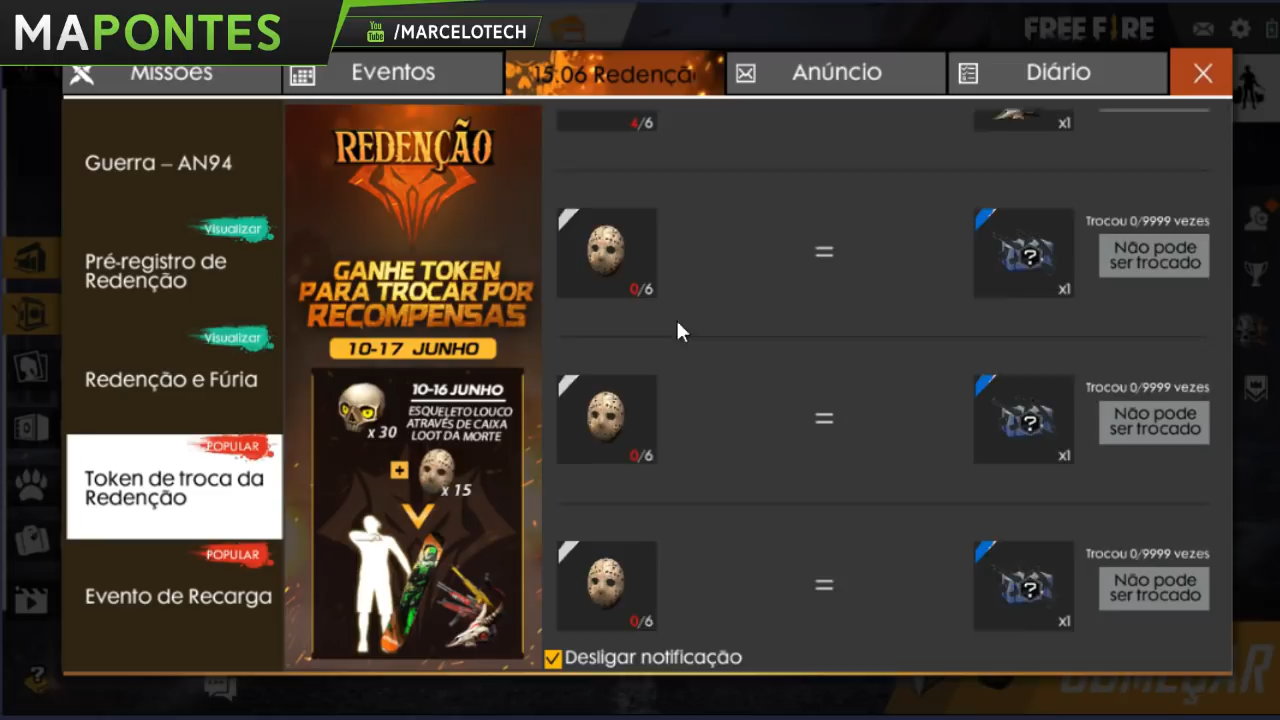 MAPONTES
You Tube /MARCELOTECH
FREE FIRE
Missões
Eventos
15.06 Redençã
Anúncio
Diário
Guerra – AN94
Visualizar
Pré-registro de
Redenção
Visualizar
Redenção e Fúria
POPULAR
Token de troca da
Redenção
POPULAR
Evento de Recarga
REDENÇÃO
GANHE TOKEN
PARA TROCAR POR
RECOMPENSAS
10-17 JUNHO
10-16 JUNHO
ESQUELETO LOUCO
ATRAVÉS DE CAIXA
LOOT DA MORTE
x 30
+
x 15
4/6
x1
0/6
=
?
x1
Trocou 0/9999 vezes
Não pode
ser trocado
0/6
=
?
x1
Trocou 0/9999 vezes
Não pode
ser trocado
0/6
=
?
x1
Trocou 0/9999 vezes
Não pode
ser trocado
Desligar notificação
COMEÇAR